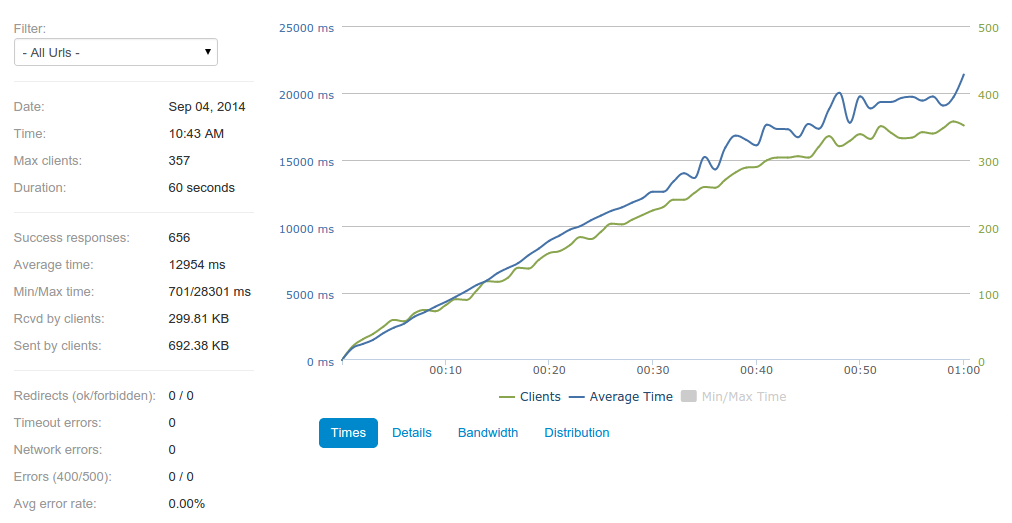 Filter:
- All Urls -
Date: Sep 04, 2014
Time: 10:43 AM
Max clients: 357
Duration: 60 seconds
Success responses: 656
Average time: 12954 ms
Min/Max time: 701/28301 ms
Rcvd by clients: 299.81 KB
Sent by clients: 692.38 KB
Redirects (ok/forbidden): 0 / 0
Timeout errors: 0
Network errors: 0
Errors (400/500): 0 / 0
Avg error rate: 0.00%
25000 ms 500
20000 ms 400
15000 ms 300
10000 ms 200
5000 ms 100
0 ms 0
00:10 00:20 00:30 00:40 00:50 01:00
Clients Average Time Min/Max Time
Times Details Bandwidth Distribution